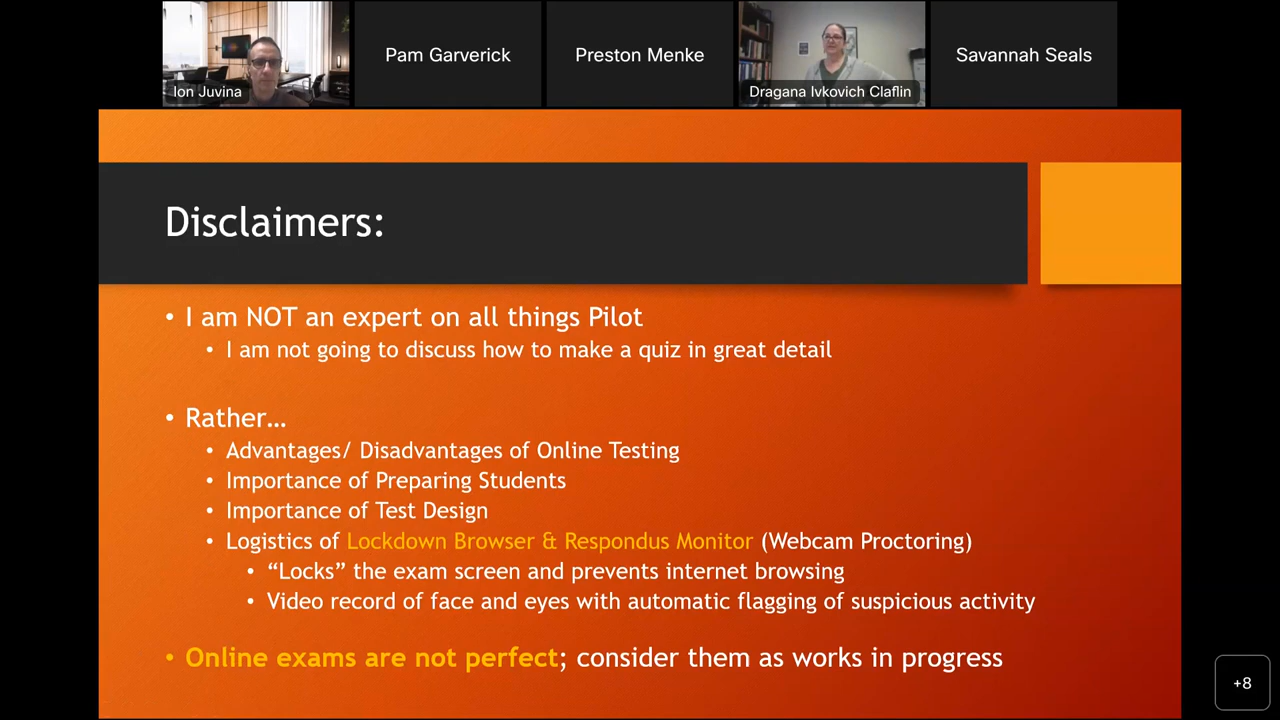 Ion Juvina
Pam Garverick
Preston Menke
Dragana Ivkovich Claflin
Savannah Seals
Disclaimers:
• I am NOT an expert on all things Pilot
• I am not going to discuss how to make a quiz in great detail
• Rather…
• Advantages/ Disadvantages of Online Testing
• Importance of Preparing Students
• Importance of Test Design
• Logistics of Lockdown Browser & Respondus Monitor (Webcam Proctoring)
• “Locks” the exam screen and prevents internet browsing
• Video record of face and eyes with automatic flagging of suspicious activity
• Online exams are not perfect; consider them as works in progress
+8